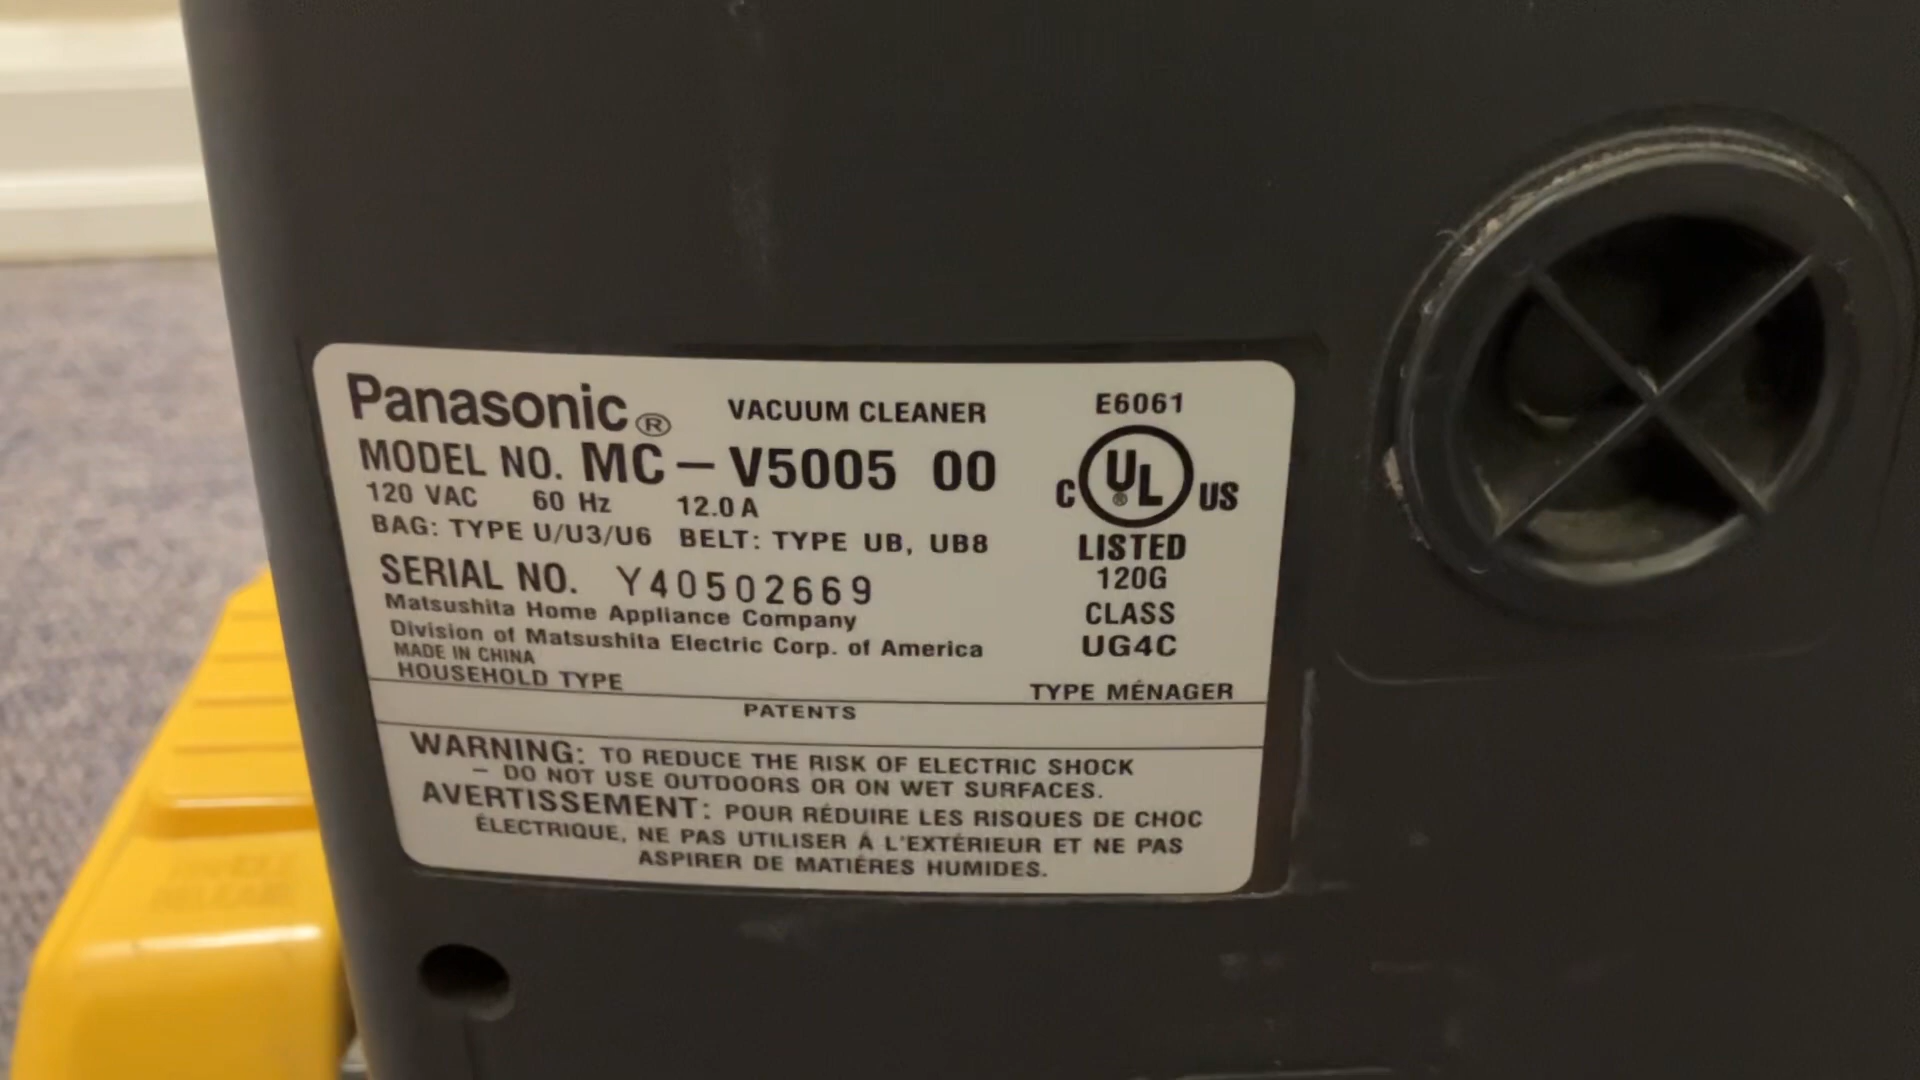 Panasonic® VACUUM CLEANER
MODEL NO. MC–V5005 00
120 VAC 60 Hz 12.0 A
BAG: TYPE U/U3/U6 BELT: TYPE UB, UB8
SERIAL NO. Y40502669
Matsushita Home Appliance Company
Division of Matsushita Electric Corp. of America
MADE IN CHINA
HOUSEHOLD TYPE
E6061
C UL® US
LISTED
120G
CLASS
UG4C
TYPE MÉNAGER
PATENTS
WARNING: TO REDUCE THE RISK OF ELECTRIC SHOCK
– DO NOT USE OUTDOORS OR ON WET SURFACES.
AVERTISSEMENT: POUR RÉDUIRE LES RISQUES DE CHOC
ÉLECTRIQUE, NE PAS UTILISER Á L'EXTÉRIEUR ET NE PAS
ASPIRER DE MATIÉRES HUMIDES.